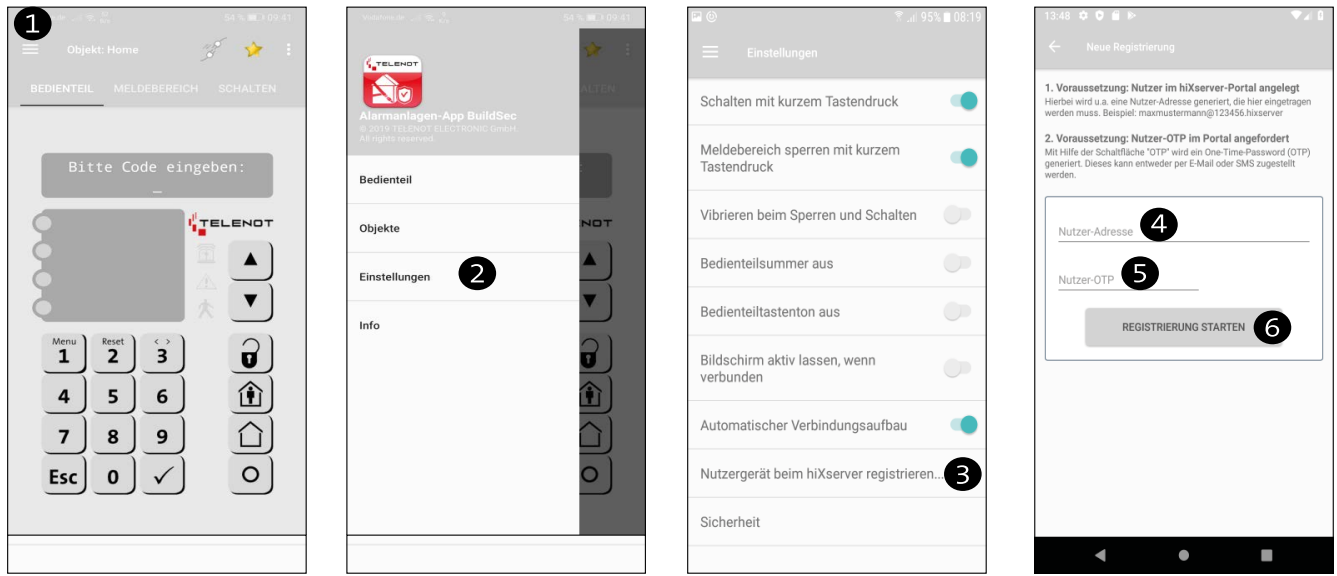 1
54 % 09:41
Objekt: Home
BEDIENTEIL MELDEBEREICH SCHALTEN
Bitte Code eingeben:
_
TELENOT
Menu Reset < >
1 2 3
4 5 6
7 8 9
Esc 0
54 % 09:41
TELENOT
Alarmanlagen-App BuildSec
© 2019 TELENOT ELECTRONIC GmbH.
All rights reserved.
Bedienteil
Objekte
Einstellungen 2
Info
ALTEN
NOT
95% 08:19
Einstellungen
Schalten mit kurzem Tastendruck
Meldebereich sperren mit kurzem
Tastendruck
Vibrieren beim Sperren und Schalten
Bedienteilsummer aus
Bedienteiltastenton aus
Bildschirm aktiv lassen, wenn
verbunden
Automatischer Verbindungsaufbau
Nutzergerät beim hiXserver registrieren... 3
Sicherheit
13:48
Neue Registrierung
1. Voraussetzung: Nutzer im hiXserver-Portal angelegt
Hierbei wird u.a. eine Nutzer-Adresse generiert, die hier eingetragen
werden muss. Beispiel: maxmustermann@123456.hixserver
2. Voraussetzung: Nutzer-OTP im Portal angefordert
Mit Hilfe der Schaltfläche "OTP" wird ein One-Time-Password (OTP)
generiert. Dieses kann entweder per E-Mail oder SMS zugestellt
werden.
Nutzer-Adresse 4
Nutzer-OTP 5
REGISTRIERUNG STARTEN 6